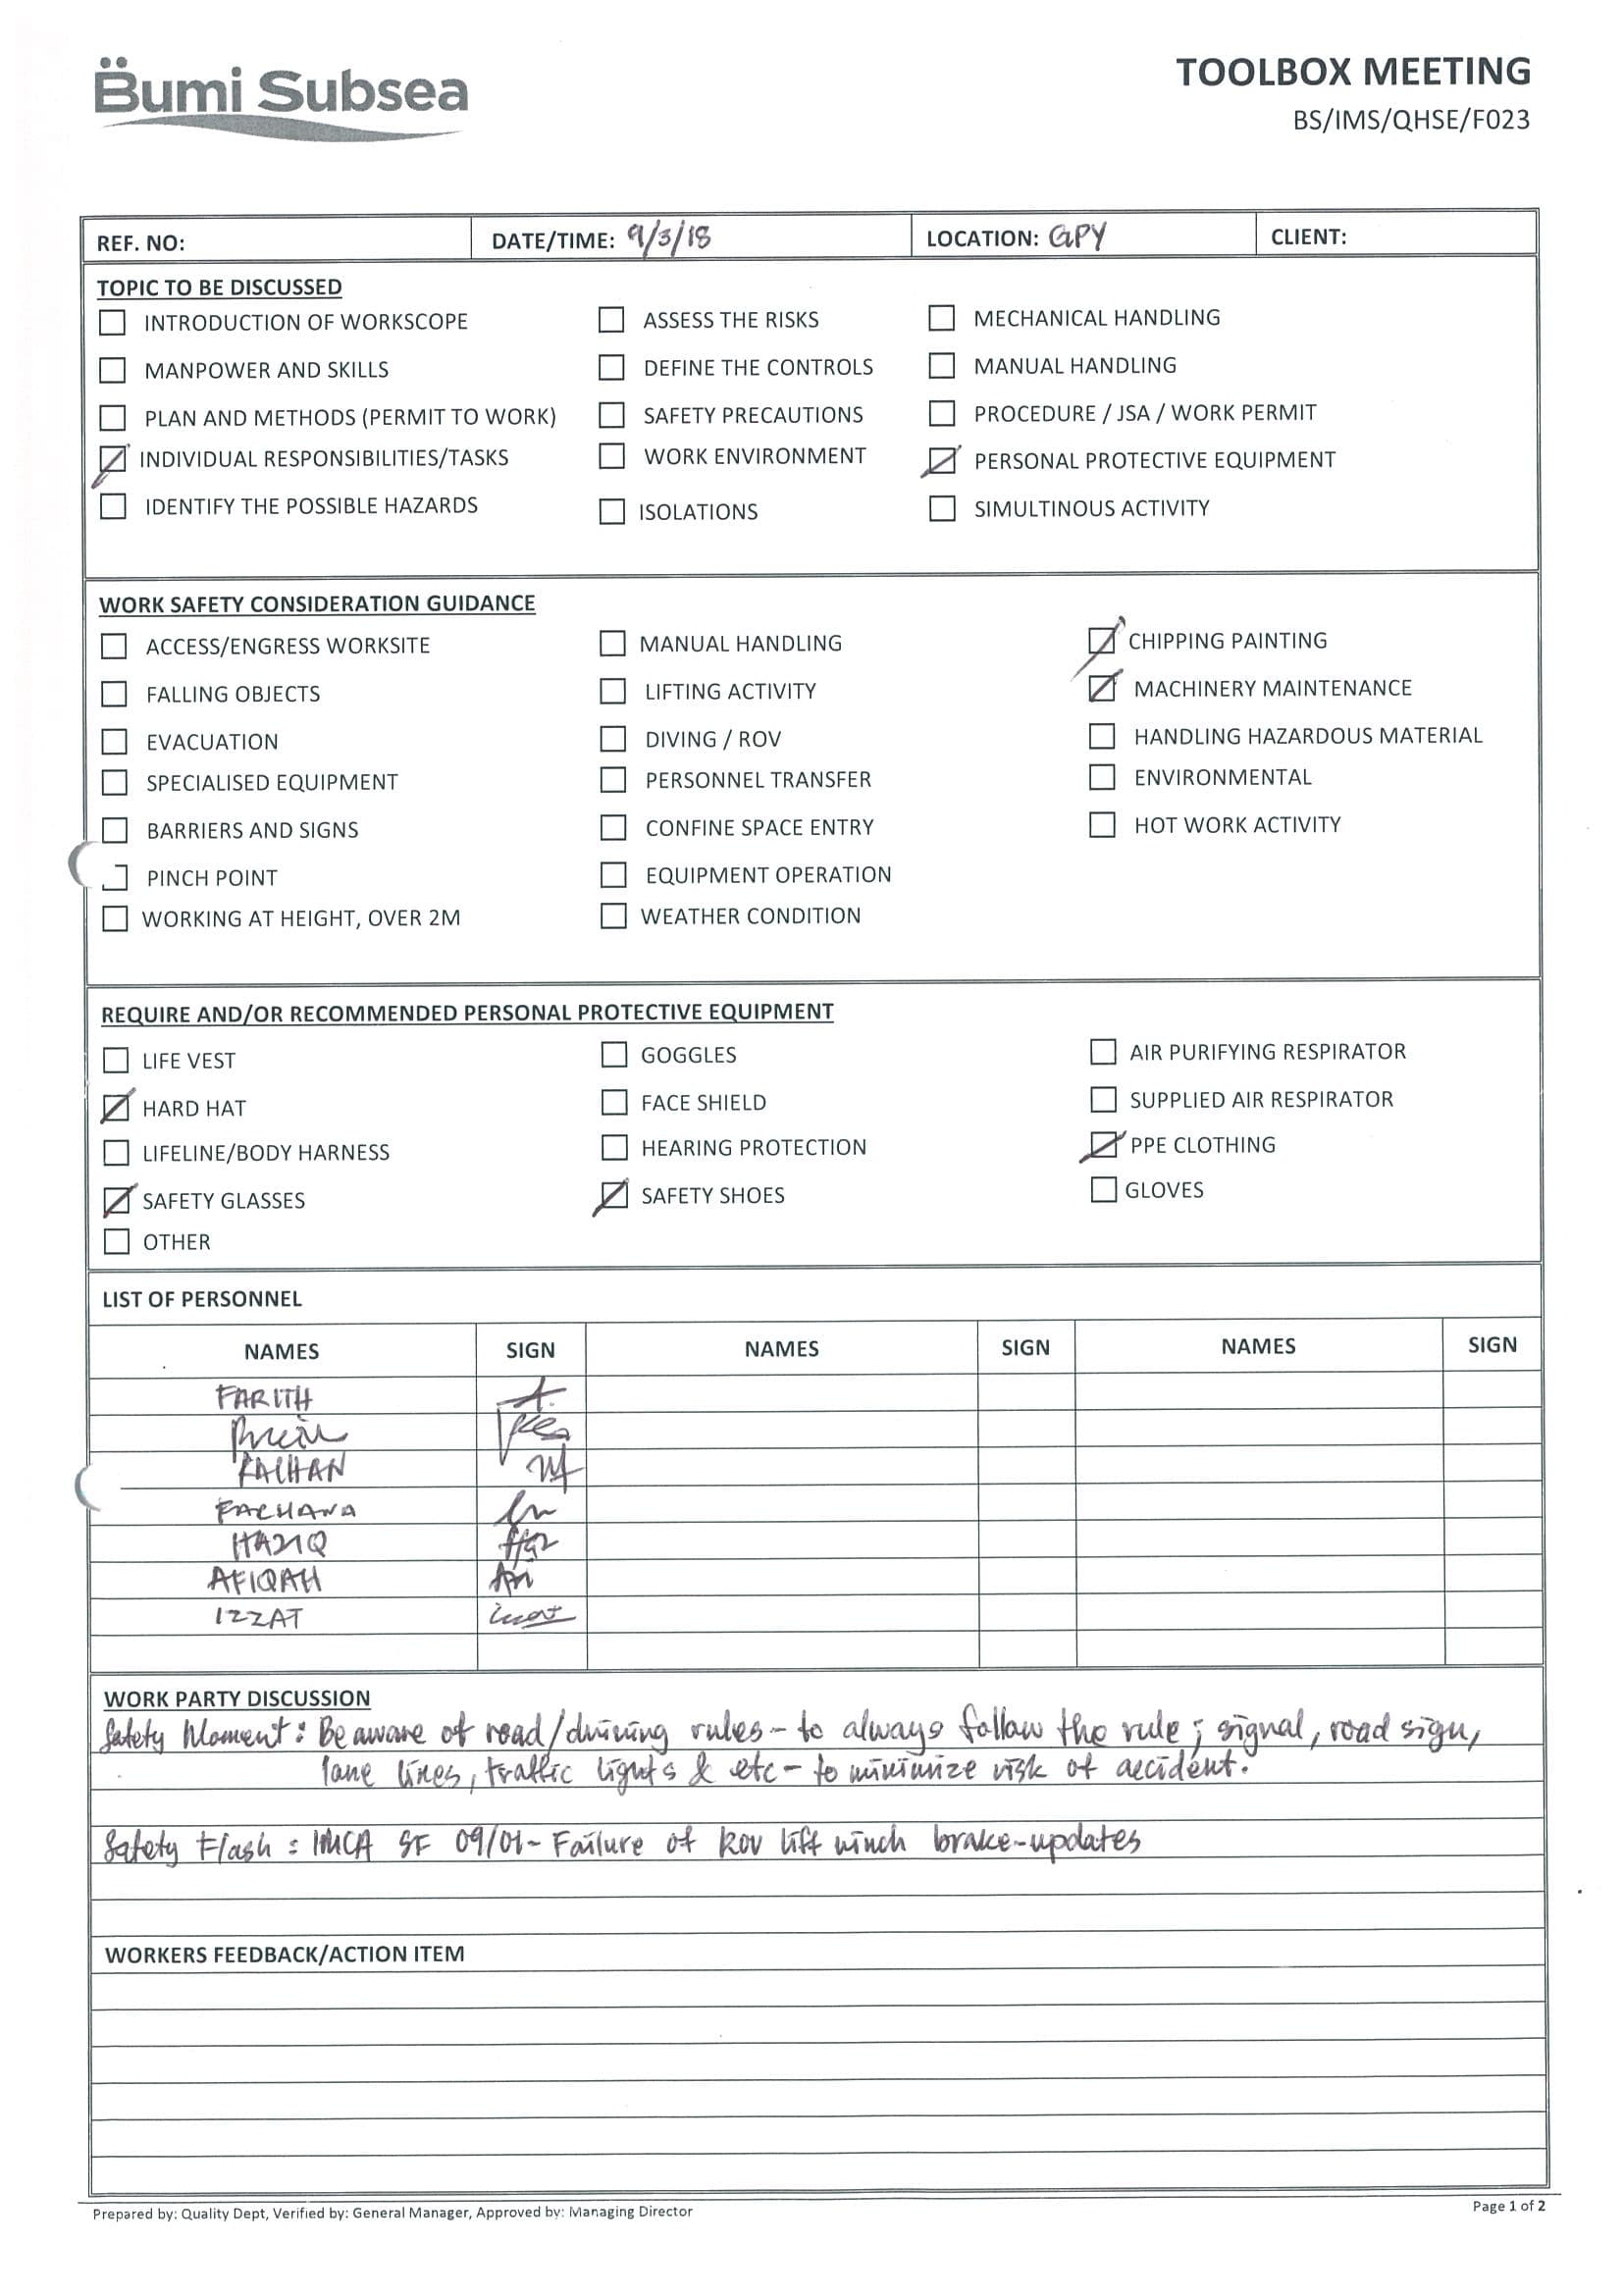 Bumi Subsea
TOOLBOX MEETING
BS/IMS/QHSE/F023
REF. NO: DATE/TIME: 9/3/18 LOCATION: GPY CLIENT:
TOPIC TO BE DISCUSSED
INTRODUCTION OF WORKSCOPE ASSESS THE RISKS MECHANICAL HANDLING
MANPOWER AND SKILLS DEFINE THE CONTROLS MANUAL HANDLING
PLAN AND METHODS (PERMIT TO WORK) SAFETY PRECAUTIONS PROCEDURE / JSA / WORK PERMIT
INDIVIDUAL RESPONSIBILITIES/TASKS WORK ENVIRONMENT PERSONAL PROTECTIVE EQUIPMENT
IDENTIFY THE POSSIBLE HAZARDS ISOLATIONS SIMULTINOUS ACTIVITY
WORK SAFETY CONSIDERATION GUIDANCE
ACCESS/ENGRESS WORKSITE MANUAL HANDLING CHIPPING PAINTING
FALLING OBJECTS LIFTING ACTIVITY MACHINERY MAINTENANCE
EVACUATION DIVING / ROV HANDLING HAZARDOUS MATERIAL
SPECIALISED EQUIPMENT PERSONNEL TRANSFER ENVIRONMENTAL
BARRIERS AND SIGNS CONFINE SPACE ENTRY HOT WORK ACTIVITY
PINCH POINT EQUIPMENT OPERATION
WORKING AT HEIGHT, OVER 2M WEATHER CONDITION
REQUIRE AND/OR RECOMMENDED PERSONAL PROTECTIVE EQUIPMENT
LIFE VEST GOGGLES AIR PURIFYING RESPIRATOR
HARD HAT FACE SHIELD SUPPLIED AIR RESPIRATOR
LIFELINE/BODY HARNESS HEARING PROTECTION PPE CLOTHING
SAFETY GLASSES SAFETY SHOES GLOVES
OTHER
LIST OF PERSONNEL
NAMES SIGN NAMES SIGN NAMES SIGN
FARITH
FARHANA
HAZIQ
AFIQAH
IZZAT
WORK PARTY DISCUSSION
Safety Moment: Be aware of road/driving rules - to always follow the rule; signal, road sign,
lane lines, traffic lights & etc - to minimize risk of accident.
Safety Flash: IMCA SF 09/01 - Failure of ROV lift winch brake - updates
WORKERS FEEDBACK/ACTION ITEM
Prepared by: Quality Dept, Verified by: General Manager, Approved by: Managing Director
Page 1 of 2